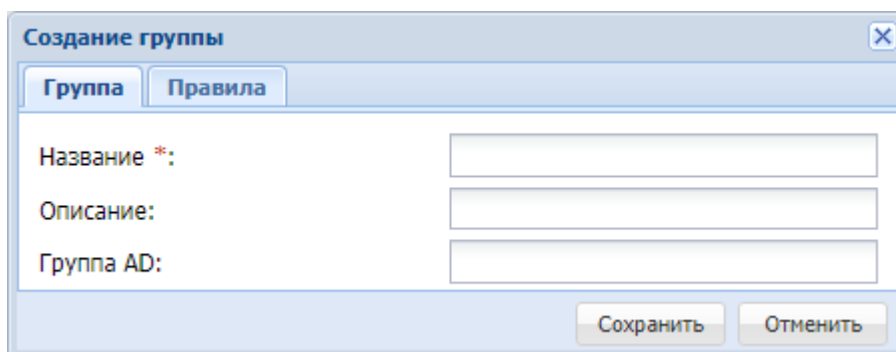 Создание группы
Группа Правила
Название *:
Описание:
Группа AD:
Сохранить Отменить